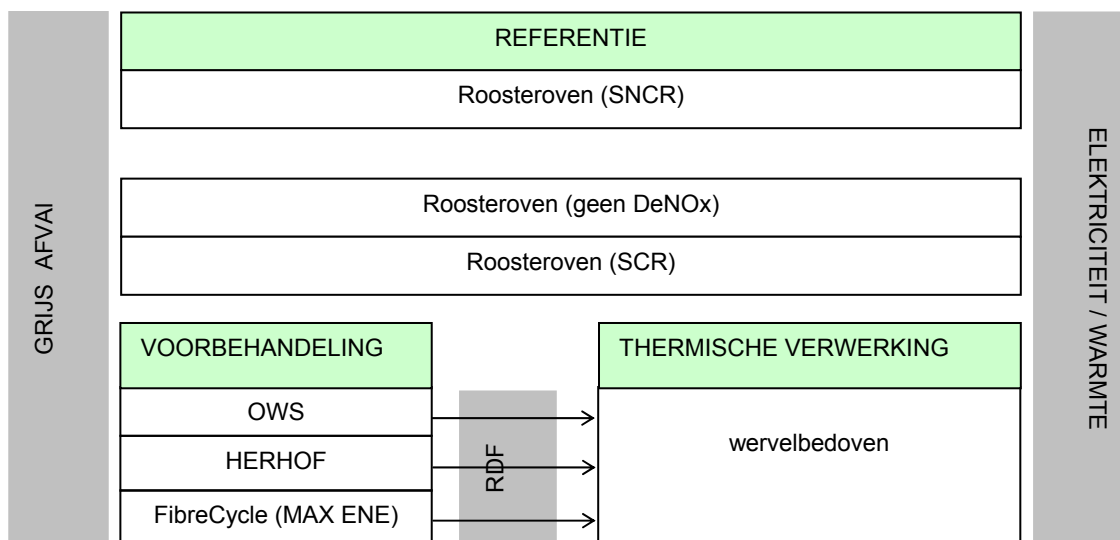 REFERENTIE
Roosteroven (SNCR)
Roosteroven (geen DeNOx)
Roosteroven (SCR)
GRIJS AFVAl
VOORBEHANDELING
THERMISCHE VERWERKING
OWS
HERHOF
FibreCycle (MAX ENE)
RDF
wervelbedoven
ELEKTRICITEIT / WARMTE